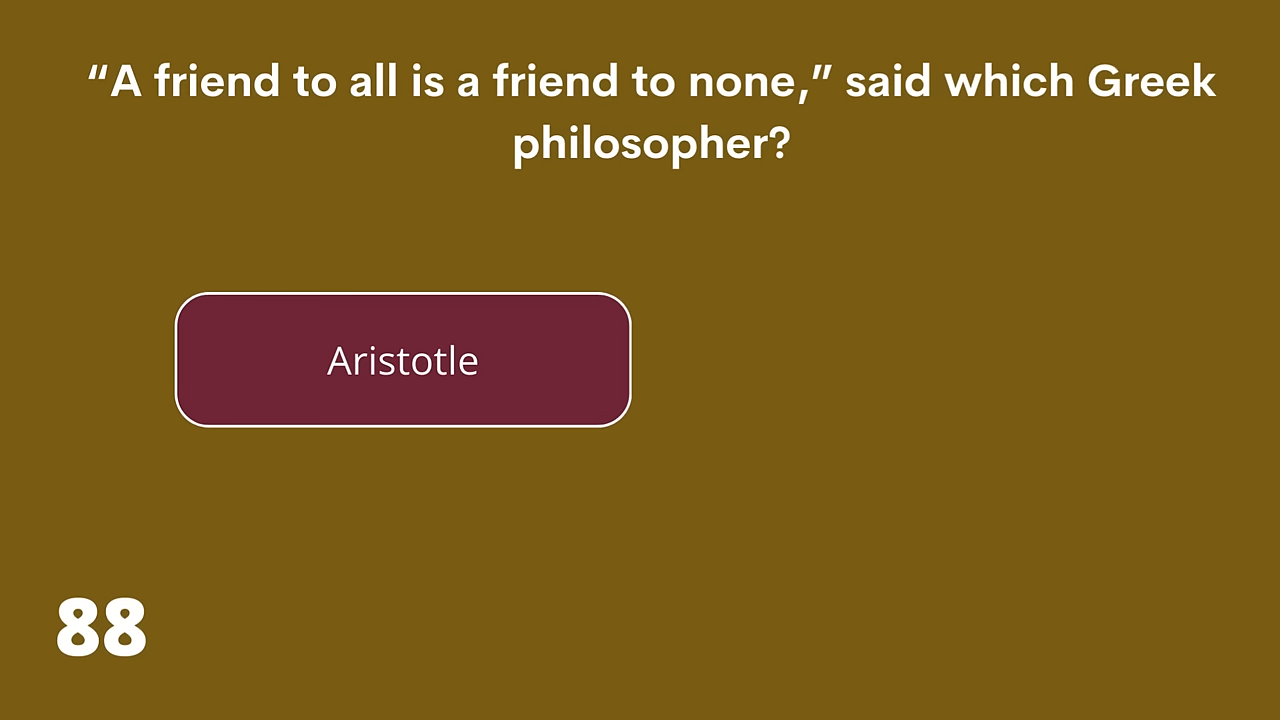 “A friend to all is a friend to none,” said which Greek
philosopher?
Aristotle
88